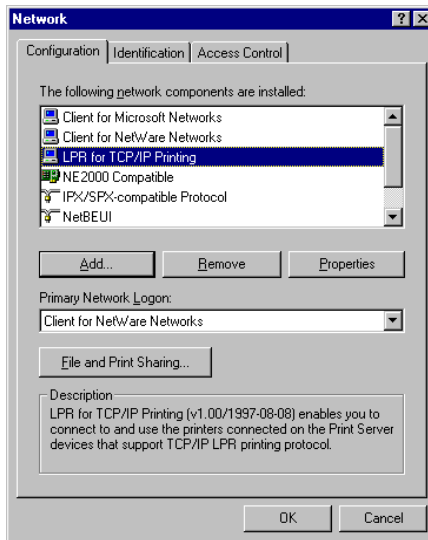 Network
Configuration Identification Access Control
The following network components are installed:
Client for Microsoft Networks
Client for NetWare Networks
LPR for TCP/IP Printing
NE2000 Compatible
IPX/SPX-compatible Protocol
NetBEUI
Add... Remove Properties
Primary Network Logon:
Client for NetWare Networks
File and Print Sharing...
Description
LPR for TCP/IP Printing (v1.00/1997-08-08) enables you to
connect to and use the printers connected on the Print Server
devices that support TCP/IP LPR printing protocol.
OK Cancel